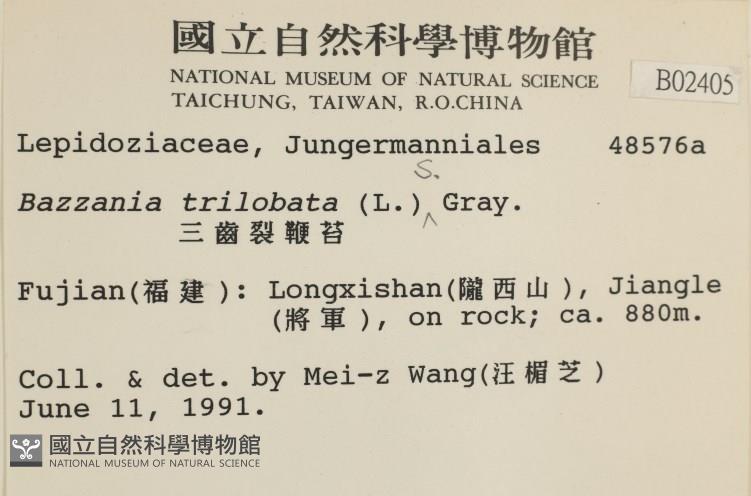 國立自然科學博物館
NATIONAL MUSEUM OF NATURAL SCIENCE
TAICHUNG, TAIWAN, R.O.CHINA
B02405
Lepidoziaceae, Jungermanniales 48576a
Bazzania trilobata (L.) S. Gray.
三齒裂鞭苔
Fujian(福建): Longxishan(隴西山), Jiangle
(將軍), on rock; ca. 880m.
Coll. & det. by Mei-z Wang(汪楣芝)
June 11, 1991.
國立自然科學博物館
NATIONAL MUSEUM OF NATURAL SCIENCE